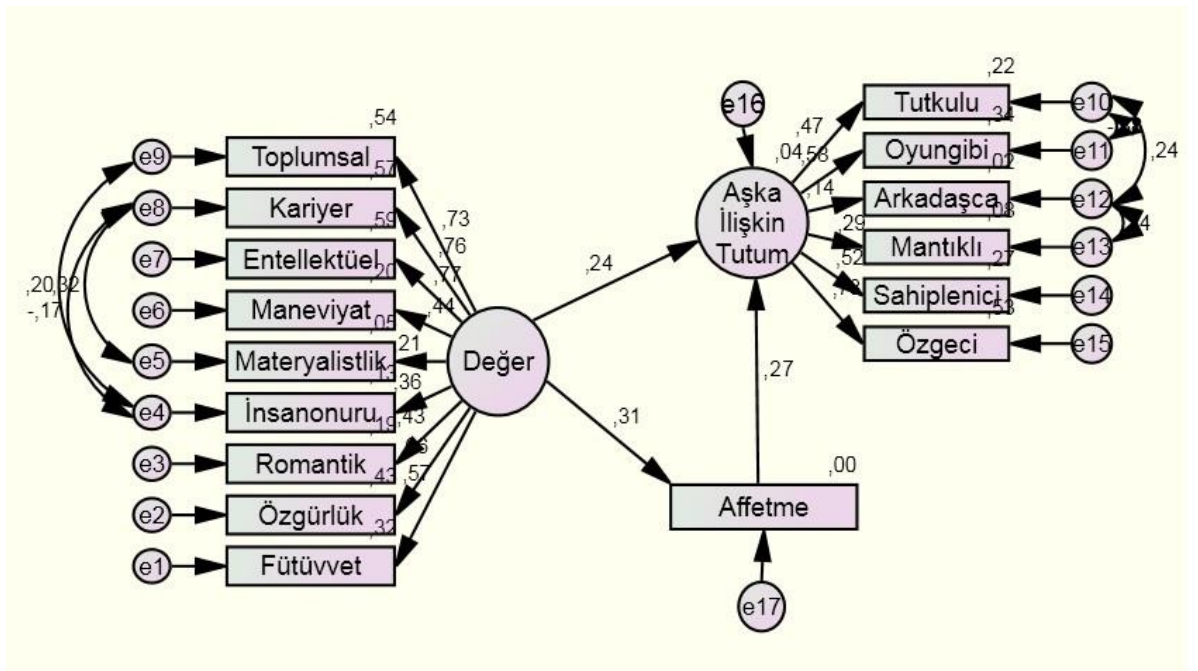 ,54
e9
Toplumsal
,57
e8
Kariyer
,59
e7
Entellektüel
,20
e6
Maneviyat
,05
e5
Materyalistlik
,13
e4
İnsanonuru
,19
e3
Romantik
,43
e2
Özgürlük
,32
e1
Fütüvvet
,20
,32
-,17
,73
,76
,77
,44
,21
,36
,43
,57
Değer
,24
,31
e16
,04
Aşka
İlişkin
Tutum
,27
,00
Affetme
e17
,47
,14
,29
,52
,22
Tutkulu
e10
,34
Oyungibi
e11
,02
Arkadaşca
e12
,08
Mantıklı
e13
,27
Sahiplenici
e14
,53
Özgeci
e15
,24